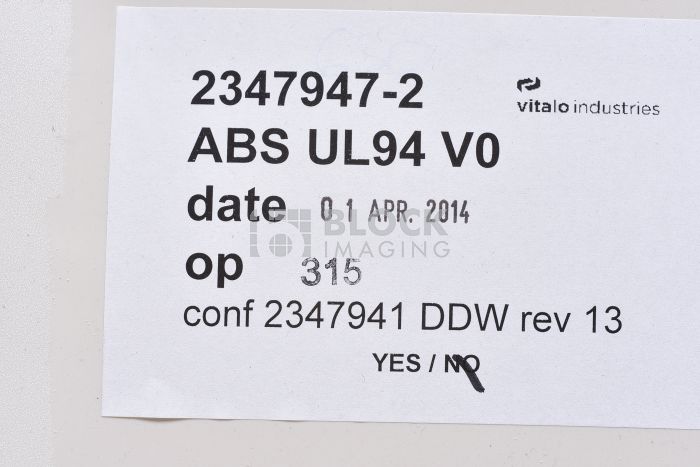 2347947-2
vitalo industries
ABS UL94 V0
date 01 APR. 2014
BLOCK
IMAGING
op 315
conf 2347941 DDW rev 13
YES / NO